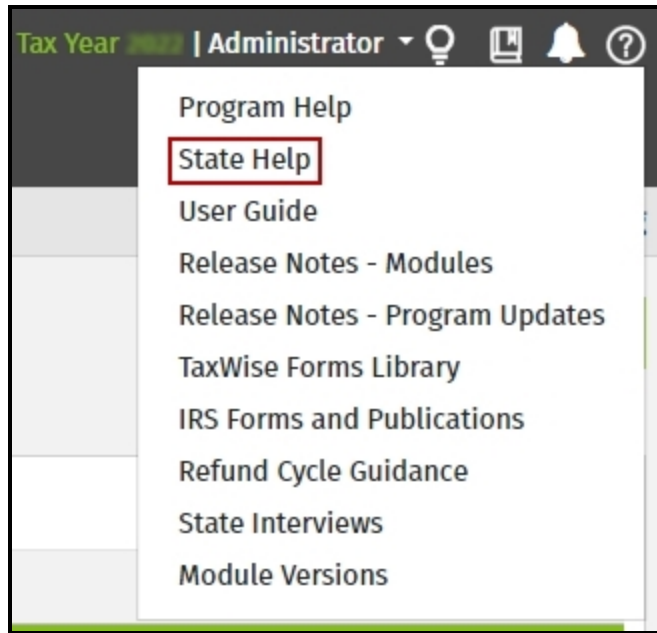 Tax Year | Administrator
Program Help
State Help
User Guide
Release Notes - Modules
Release Notes - Program Updates
TaxWise Forms Library
IRS Forms and Publications
Refund Cycle Guidance
State Interviews
Module Versions